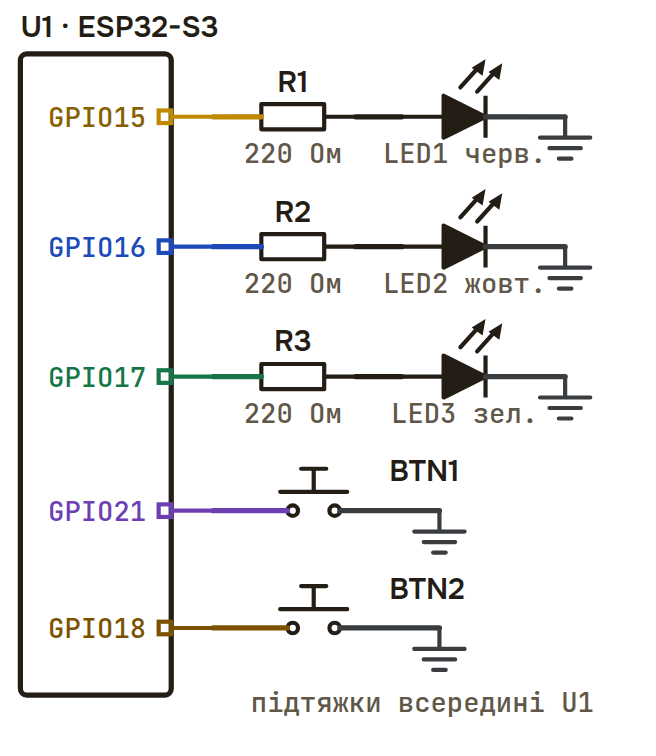 U1 · ESP32-S3
R1
GPIO15
220 Ом LED1 черв.
R2
GPIO16
220 Ом LED2 жовт.
R3
GPIO17
220 Ом LED3 зел.
BTN1
GPIO21
BTN2
GPIO18
підтяжки всередині U1